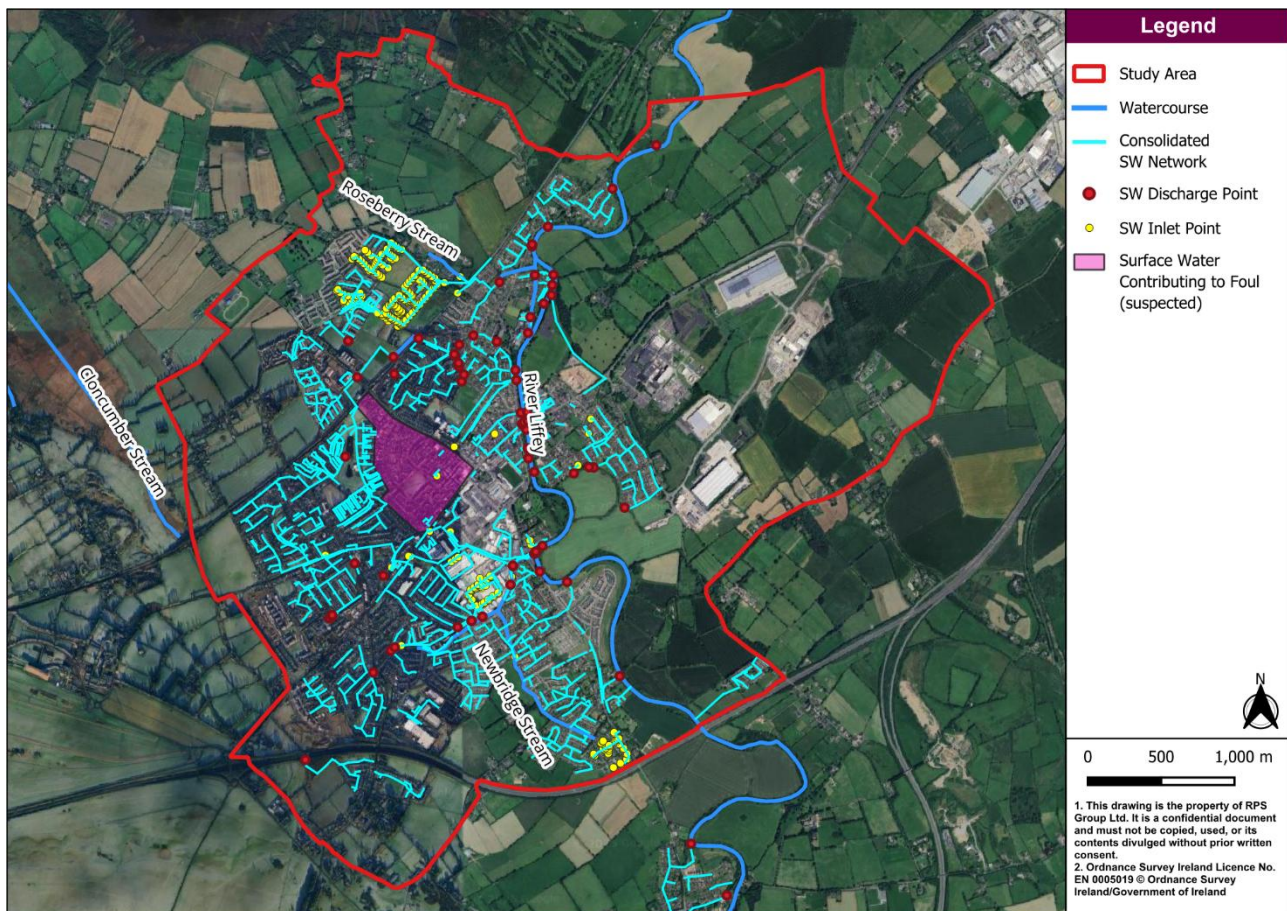 Legend
Study Area
Watercourse
Consolidated
SW Network
SW Discharge Point
SW Inlet Point
Surface Water
Contributing to Foul
(suspected)
Roseberry Stream
Cloncumber Stream
River Liffey
Newbridge Stream
N
0 500 1,000 m
1. This drawing is the property of RPS
Group Ltd. It is a confidential document
and must not be copied, used, or its
contents divulged without prior written
consent.
2. Ordnance Survey Ireland Licence No.
EN 0005019 © Ordnance Survey
Ireland/Government of Ireland